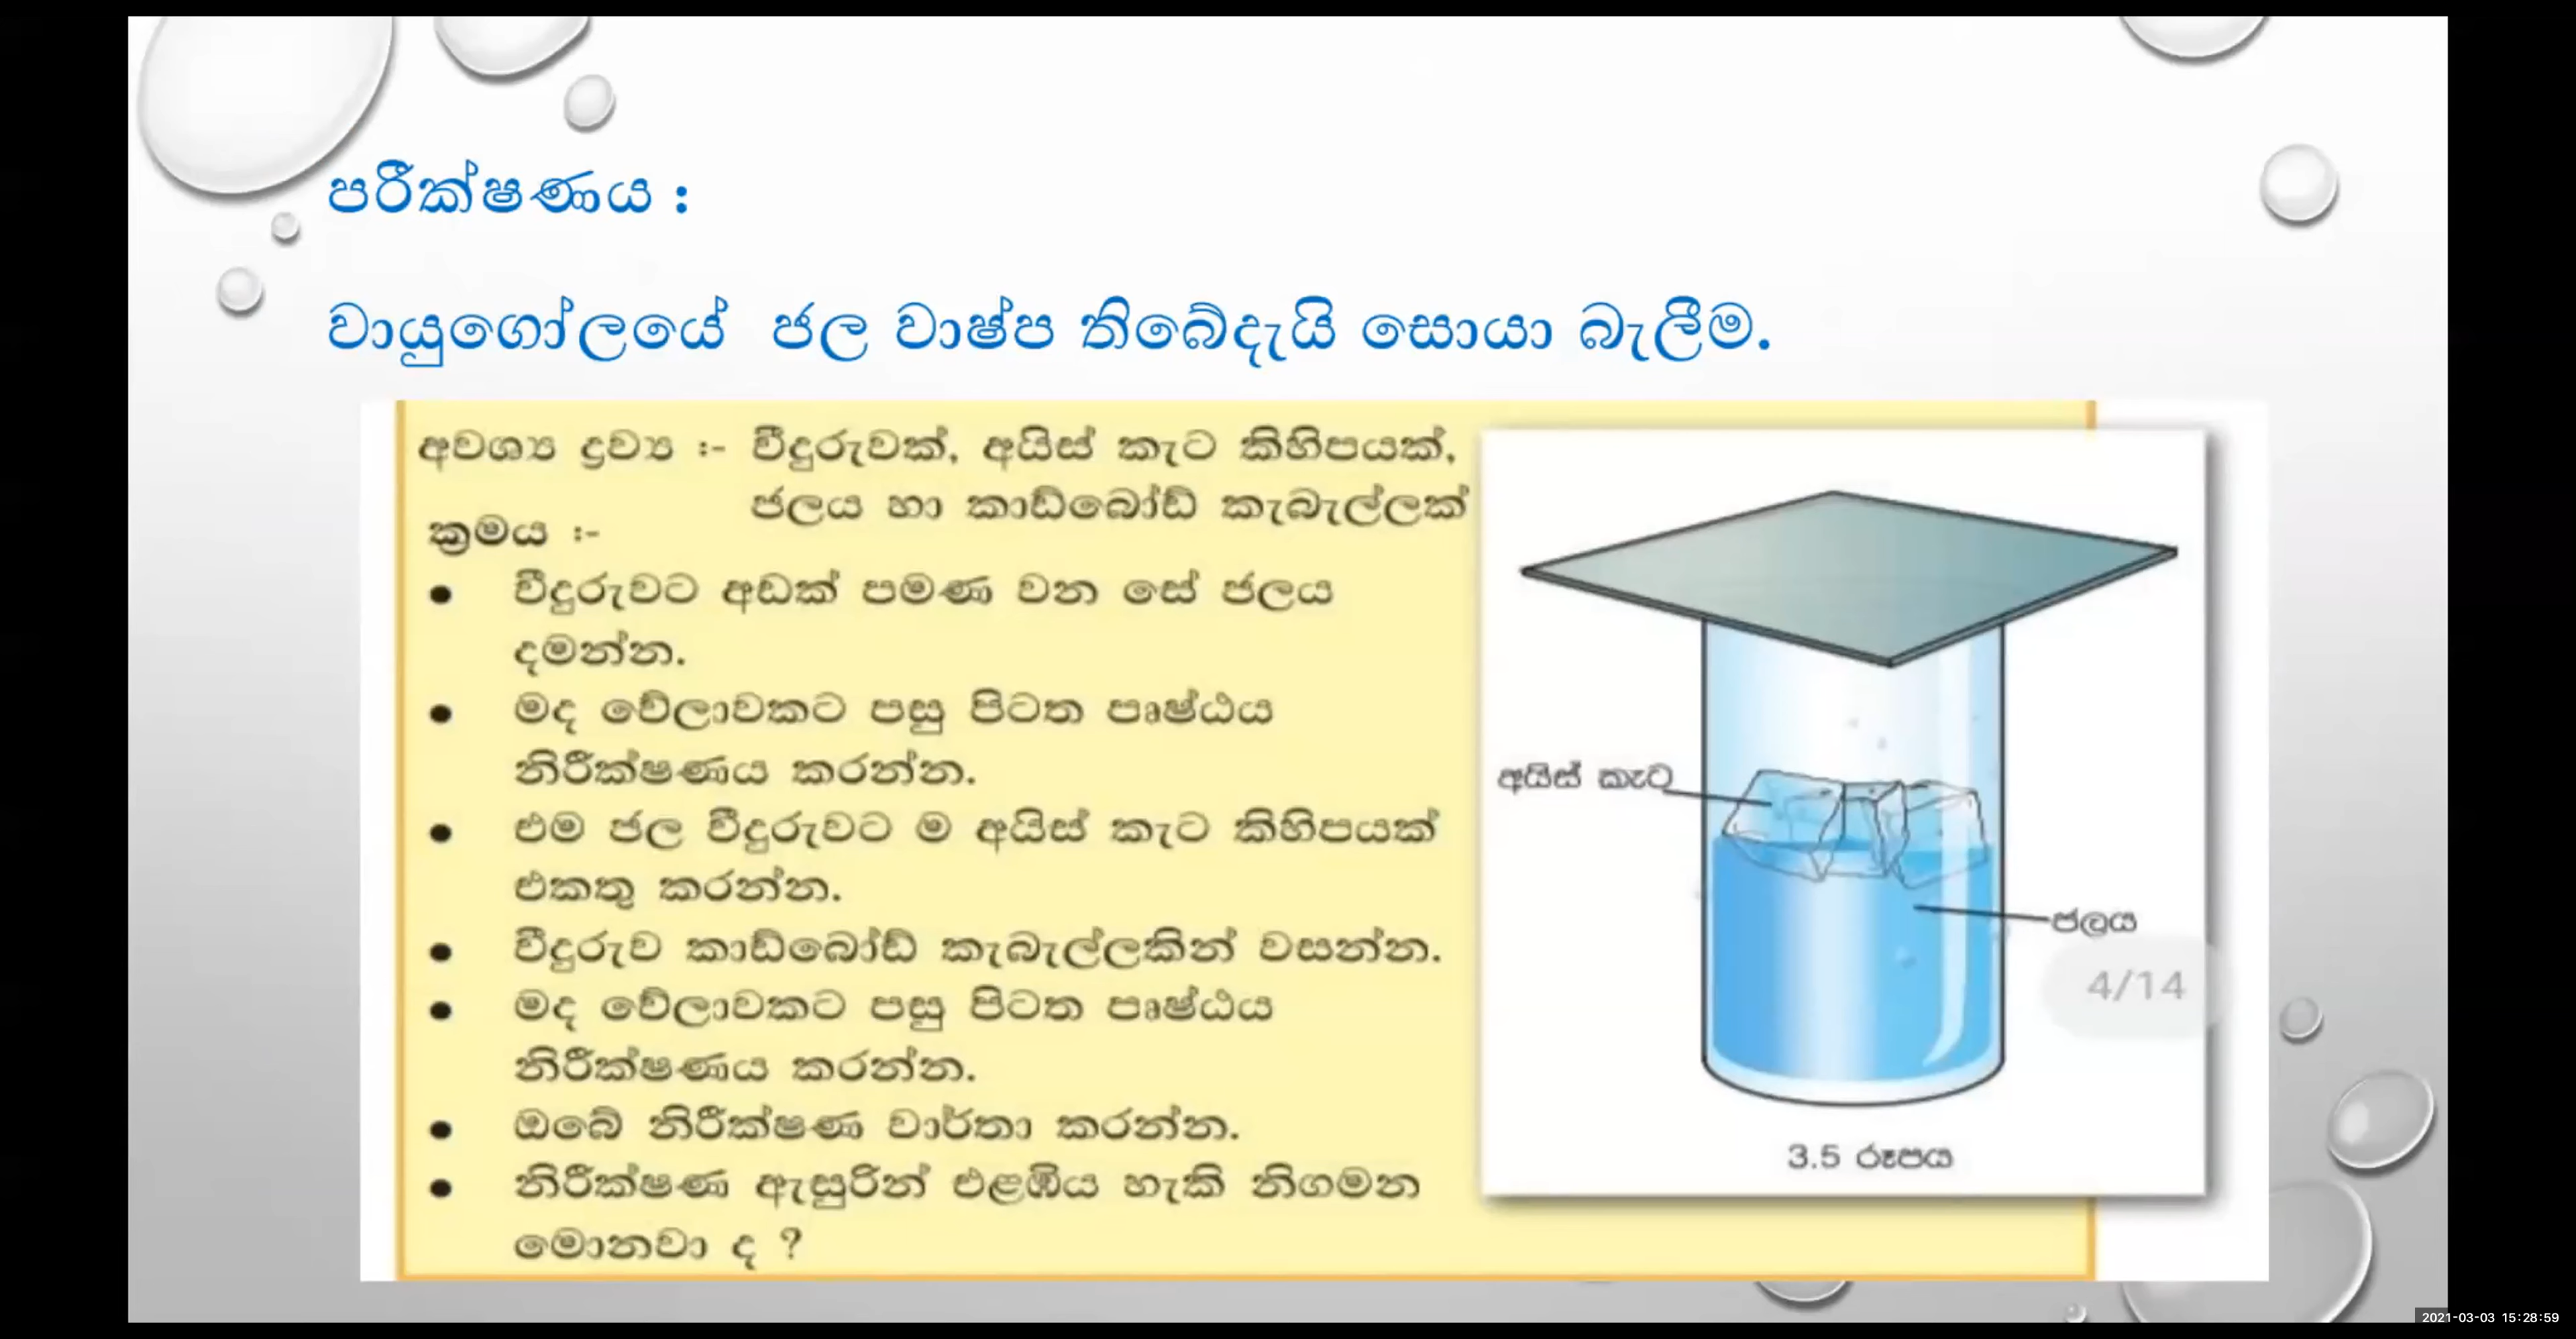 පරීක්ෂණය :
වායුගෝලයේ ජල වාෂ්ප තිබේදැයි සොයා බැලීම.
අවශ්‍ය ද්‍රව්‍ය :- වීදුරුවක්, අයිස් කැට කිහිපයක්,
ජලය හා කාඩ්බෝඩ් කැබැල්ලක්
ක්‍රමය :-
● වීදුරුවට අඩක් පමණ වන සේ ජලය
දමන්න.
● මද වේලාවකට පසු පිටත පෘෂ්ඨය
නිරීක්ෂණය කරන්න.
● එම ජල වීදුරුවට ම අයිස් කැට කිහිපයක්
එකතු කරන්න.
● වීදුරුව කාඩ්බෝඩ් කැබැල්ලකින් වසන්න.
● මද වේලාවකට පසු පිටත පෘෂ්ඨය
නිරීක්ෂණය කරන්න.
● ඔබේ නිරීක්ෂණ වාර්තා කරන්න.
● නිරීක්ෂණ ඇසුරින් එළඹිය හැකි නිගමන
මොනවා ද ?
අයිස් කැට
ජලය
4/14
3.5 රූපය
2021-03-03 15:28:59